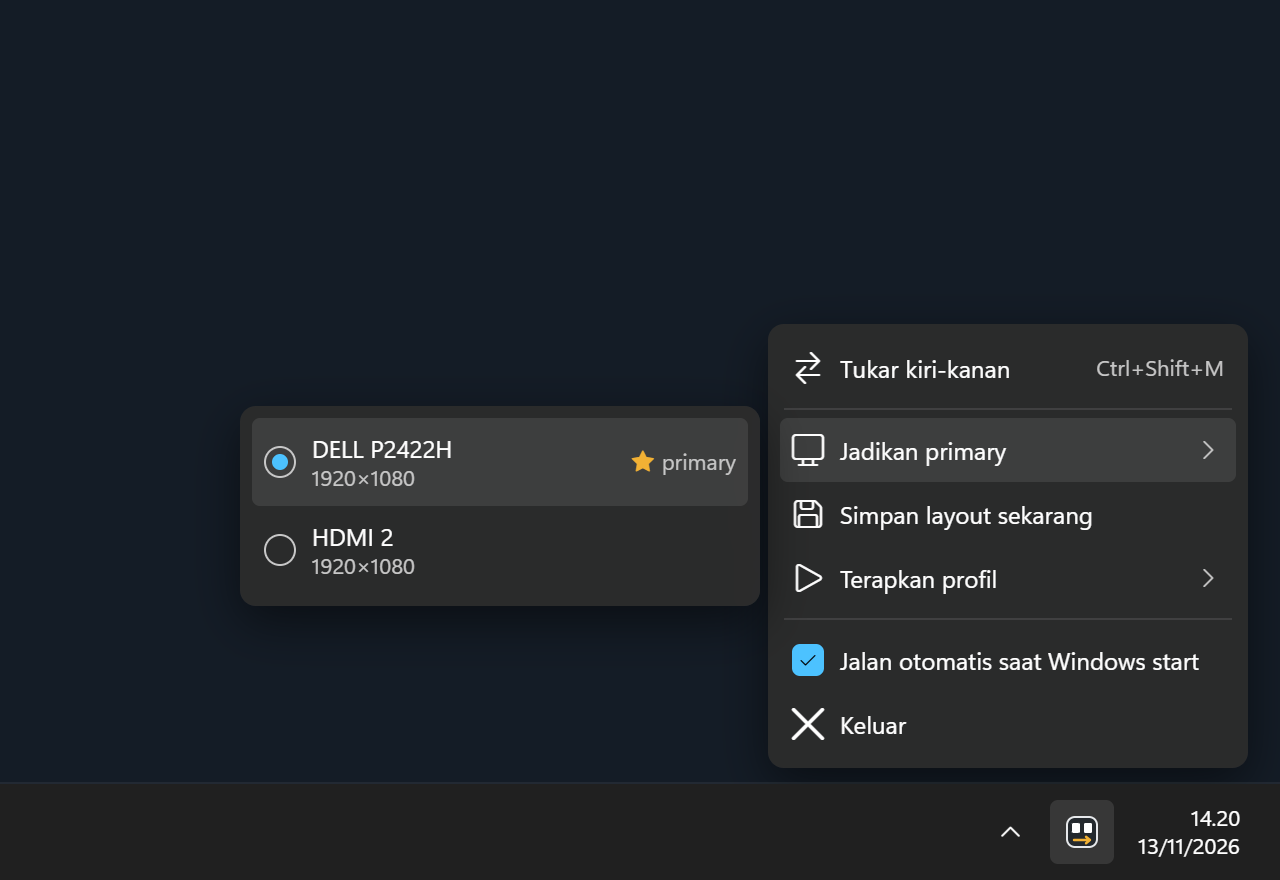 Tukar kiri-kanan Ctrl+Shift+M
Jadikan primary
Simpan layout sekarang
Terapkan profil
Jalan otomatis saat Windows start
Keluar
DELL P2422H
1920×1080
primary
HDMI 2
1920×1080
14.20
13/11/2026